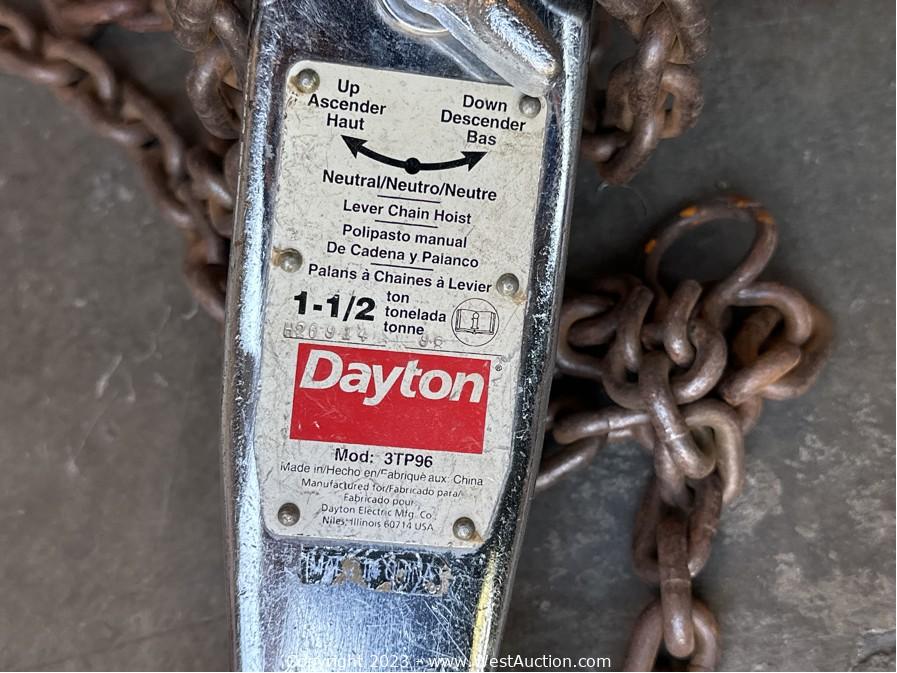 Up
Ascender
Haut
Down
Descender
Bas
Neutral/Neutro/Neutre
Lever Chain Hoist
Polipasto manual
De Cadena y Palanco
Palans à Chaines à Levier
1-1/2
ton
tonelada
tonne
Dayton®
Mod: 3TP96
Made in/Hecho en/Fabriqué aux: China
Manufactured for/Fabricado para/
Fabricado pour
Dayton Electric Mfg. Co.
Niles, Illinois 60714 USA
Copyright 2023 - www.WestAuction.com